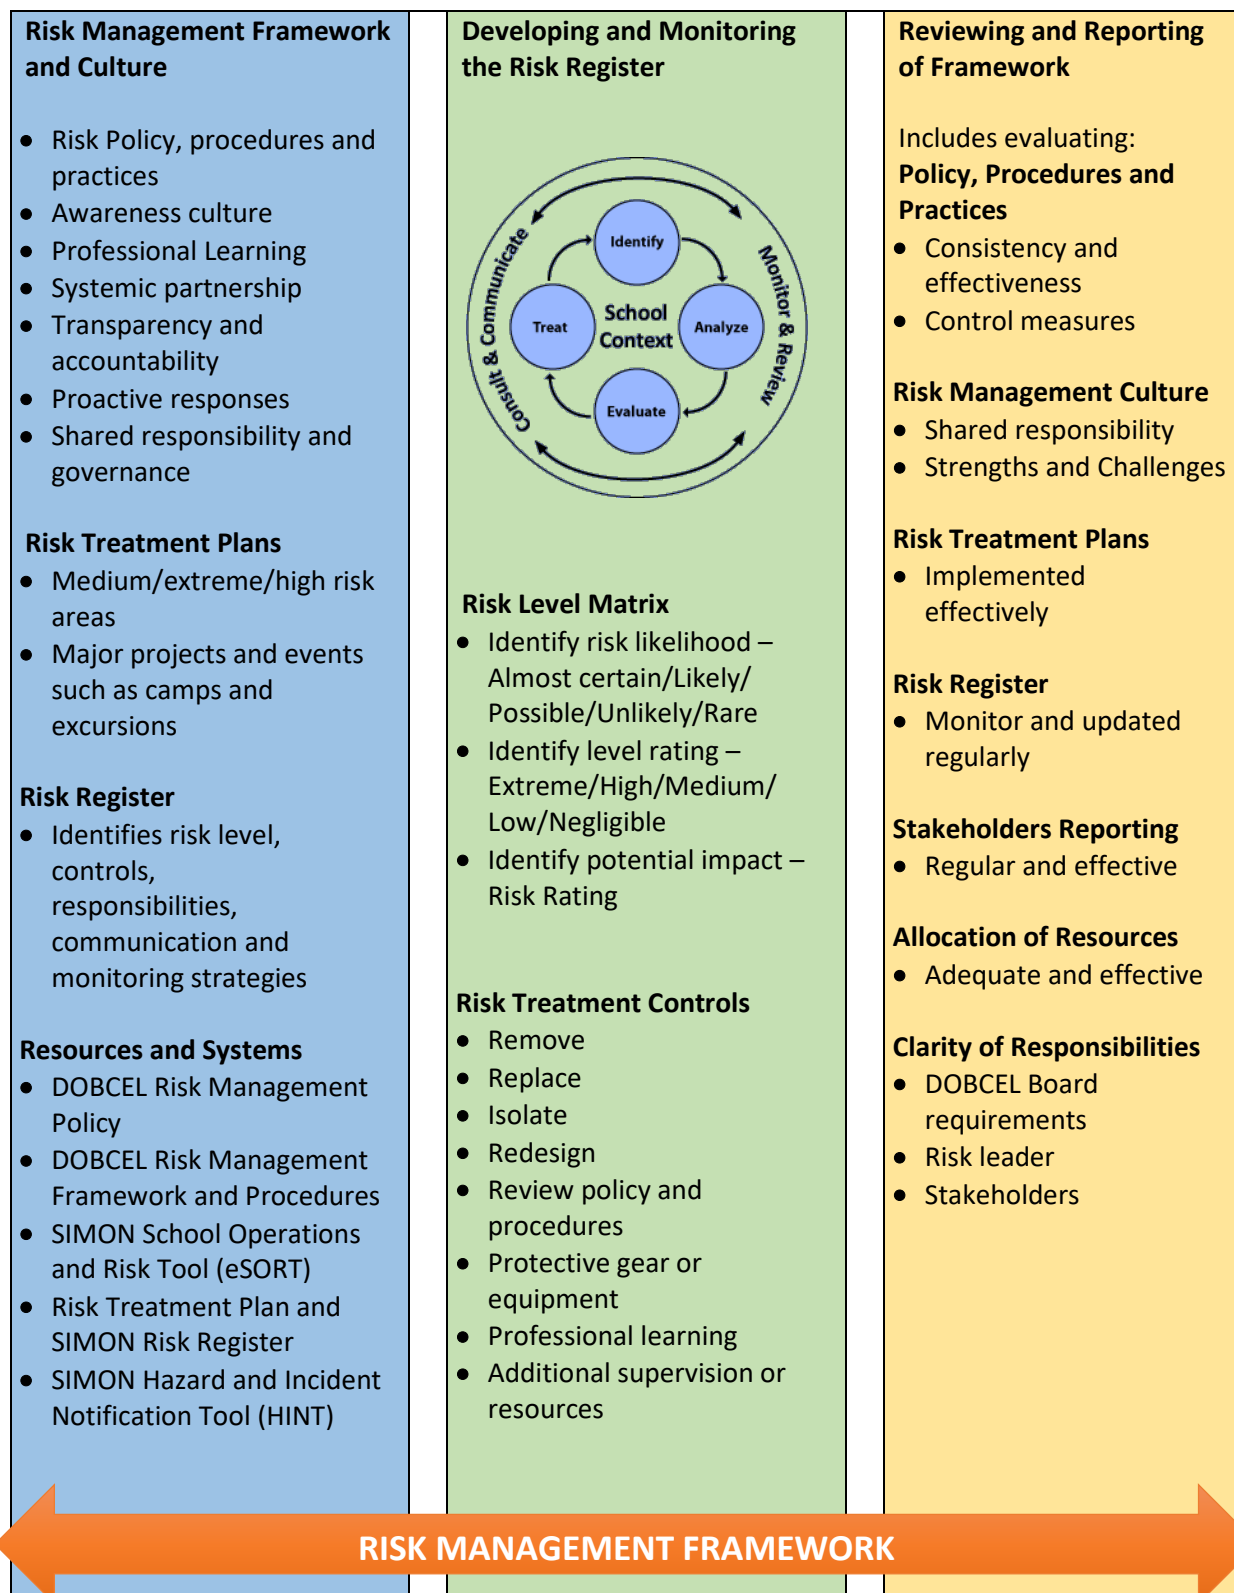 Risk Management Framework
and Culture
● Risk Policy, procedures and
practices
● Awareness culture
● Professional Learning
● Systemic partnership
● Transparency and
accountability
● Proactive responses
● Shared responsibility and
governance
Risk Treatment Plans
● Medium/extreme/high risk
areas
● Major projects and events
such as camps and
excursions
Risk Register
● Identifies risk level,
controls,
responsibilities,
communication and
monitoring strategies
Resources and Systems
● DOBCEL Risk Management
Policy
● DOBCEL Risk Management
Framework and Procedures
● SIMON School Operations
and Risk Tool (eSORT)
● Risk Treatment Plan and
SIMON Risk Register
● SIMON Hazard and Incident
Notification Tool (HINT)
Developing and Monitoring
the Risk Register
Consult & Communicate
Monitor & Review
Identify
Analyze
Evaluate
Treat
School
Context
Risk Level Matrix
● Identify risk likelihood –
Almost certain/Likely/
Possible/Unlikely/Rare
● Identify level rating –
Extreme/High/Medium/
Low/Negligible
● Identify potential impact –
Risk Rating
Risk Treatment Controls
● Remove
● Replace
● Isolate
● Redesign
● Review policy and
procedures
● Protective gear or
equipment
● Professional learning
● Additional supervision or
resources
Reviewing and Reporting
of Framework
Includes evaluating:
Policy, Procedures and
Practices
● Consistency and
effectiveness
● Control measures
Risk Management Culture
● Shared responsibility
● Strengths and Challenges
Risk Treatment Plans
● Implemented
effectively
Risk Register
● Monitor and updated
regularly
Stakeholders Reporting
● Regular and effective
Allocation of Resources
● Adequate and effective
Clarity of Responsibilities
● DOBCEL Board
requirements
● Risk leader
● Stakeholders
RISK MANAGEMENT FRAMEWORK